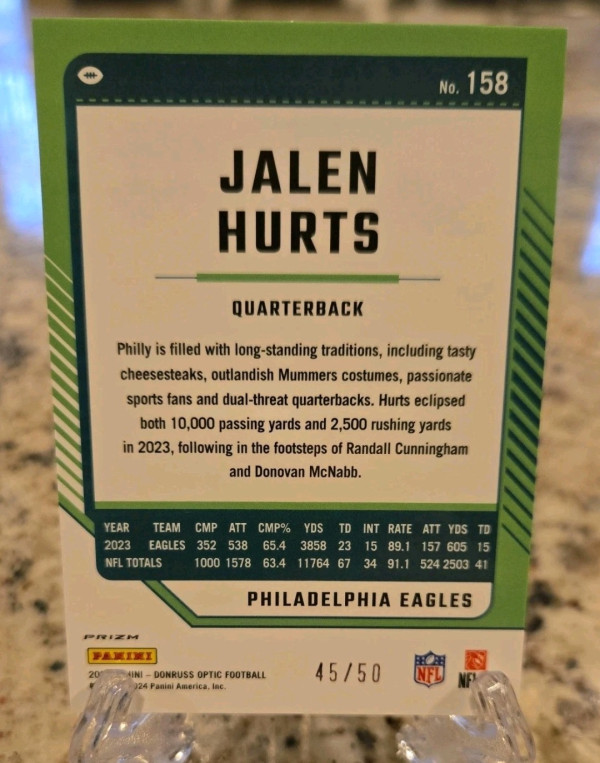 No. 158
JALEN
HURTS
QUARTERBACK
Philly is filled with long-standing traditions, including tasty
cheesesteaks, outlandish Mummers costumes, passionate
sports fans and dual-threat quarterbacks. Hurts eclipsed
both 10,000 passing yards and 2,500 rushing yards
in 2023, following in the footsteps of Randall Cunningham
and Donovan McNabb.
YEAR TEAM CMP ATT CMP% YDS TD INT RATE ATT YDS TD
2023 EAGLES 352 538 65.4 3858 23 15 89.1 157 605 15
NFL TOTALS 1000 1578 63.4 11764 67 34 91.1 524 2503 41
PHILADELPHIA EAGLES
PRIZM
PANINI
– DONRUSS OPTIC FOOTBALL
2024 Panini America, Inc.
45/50
NFL
NFL